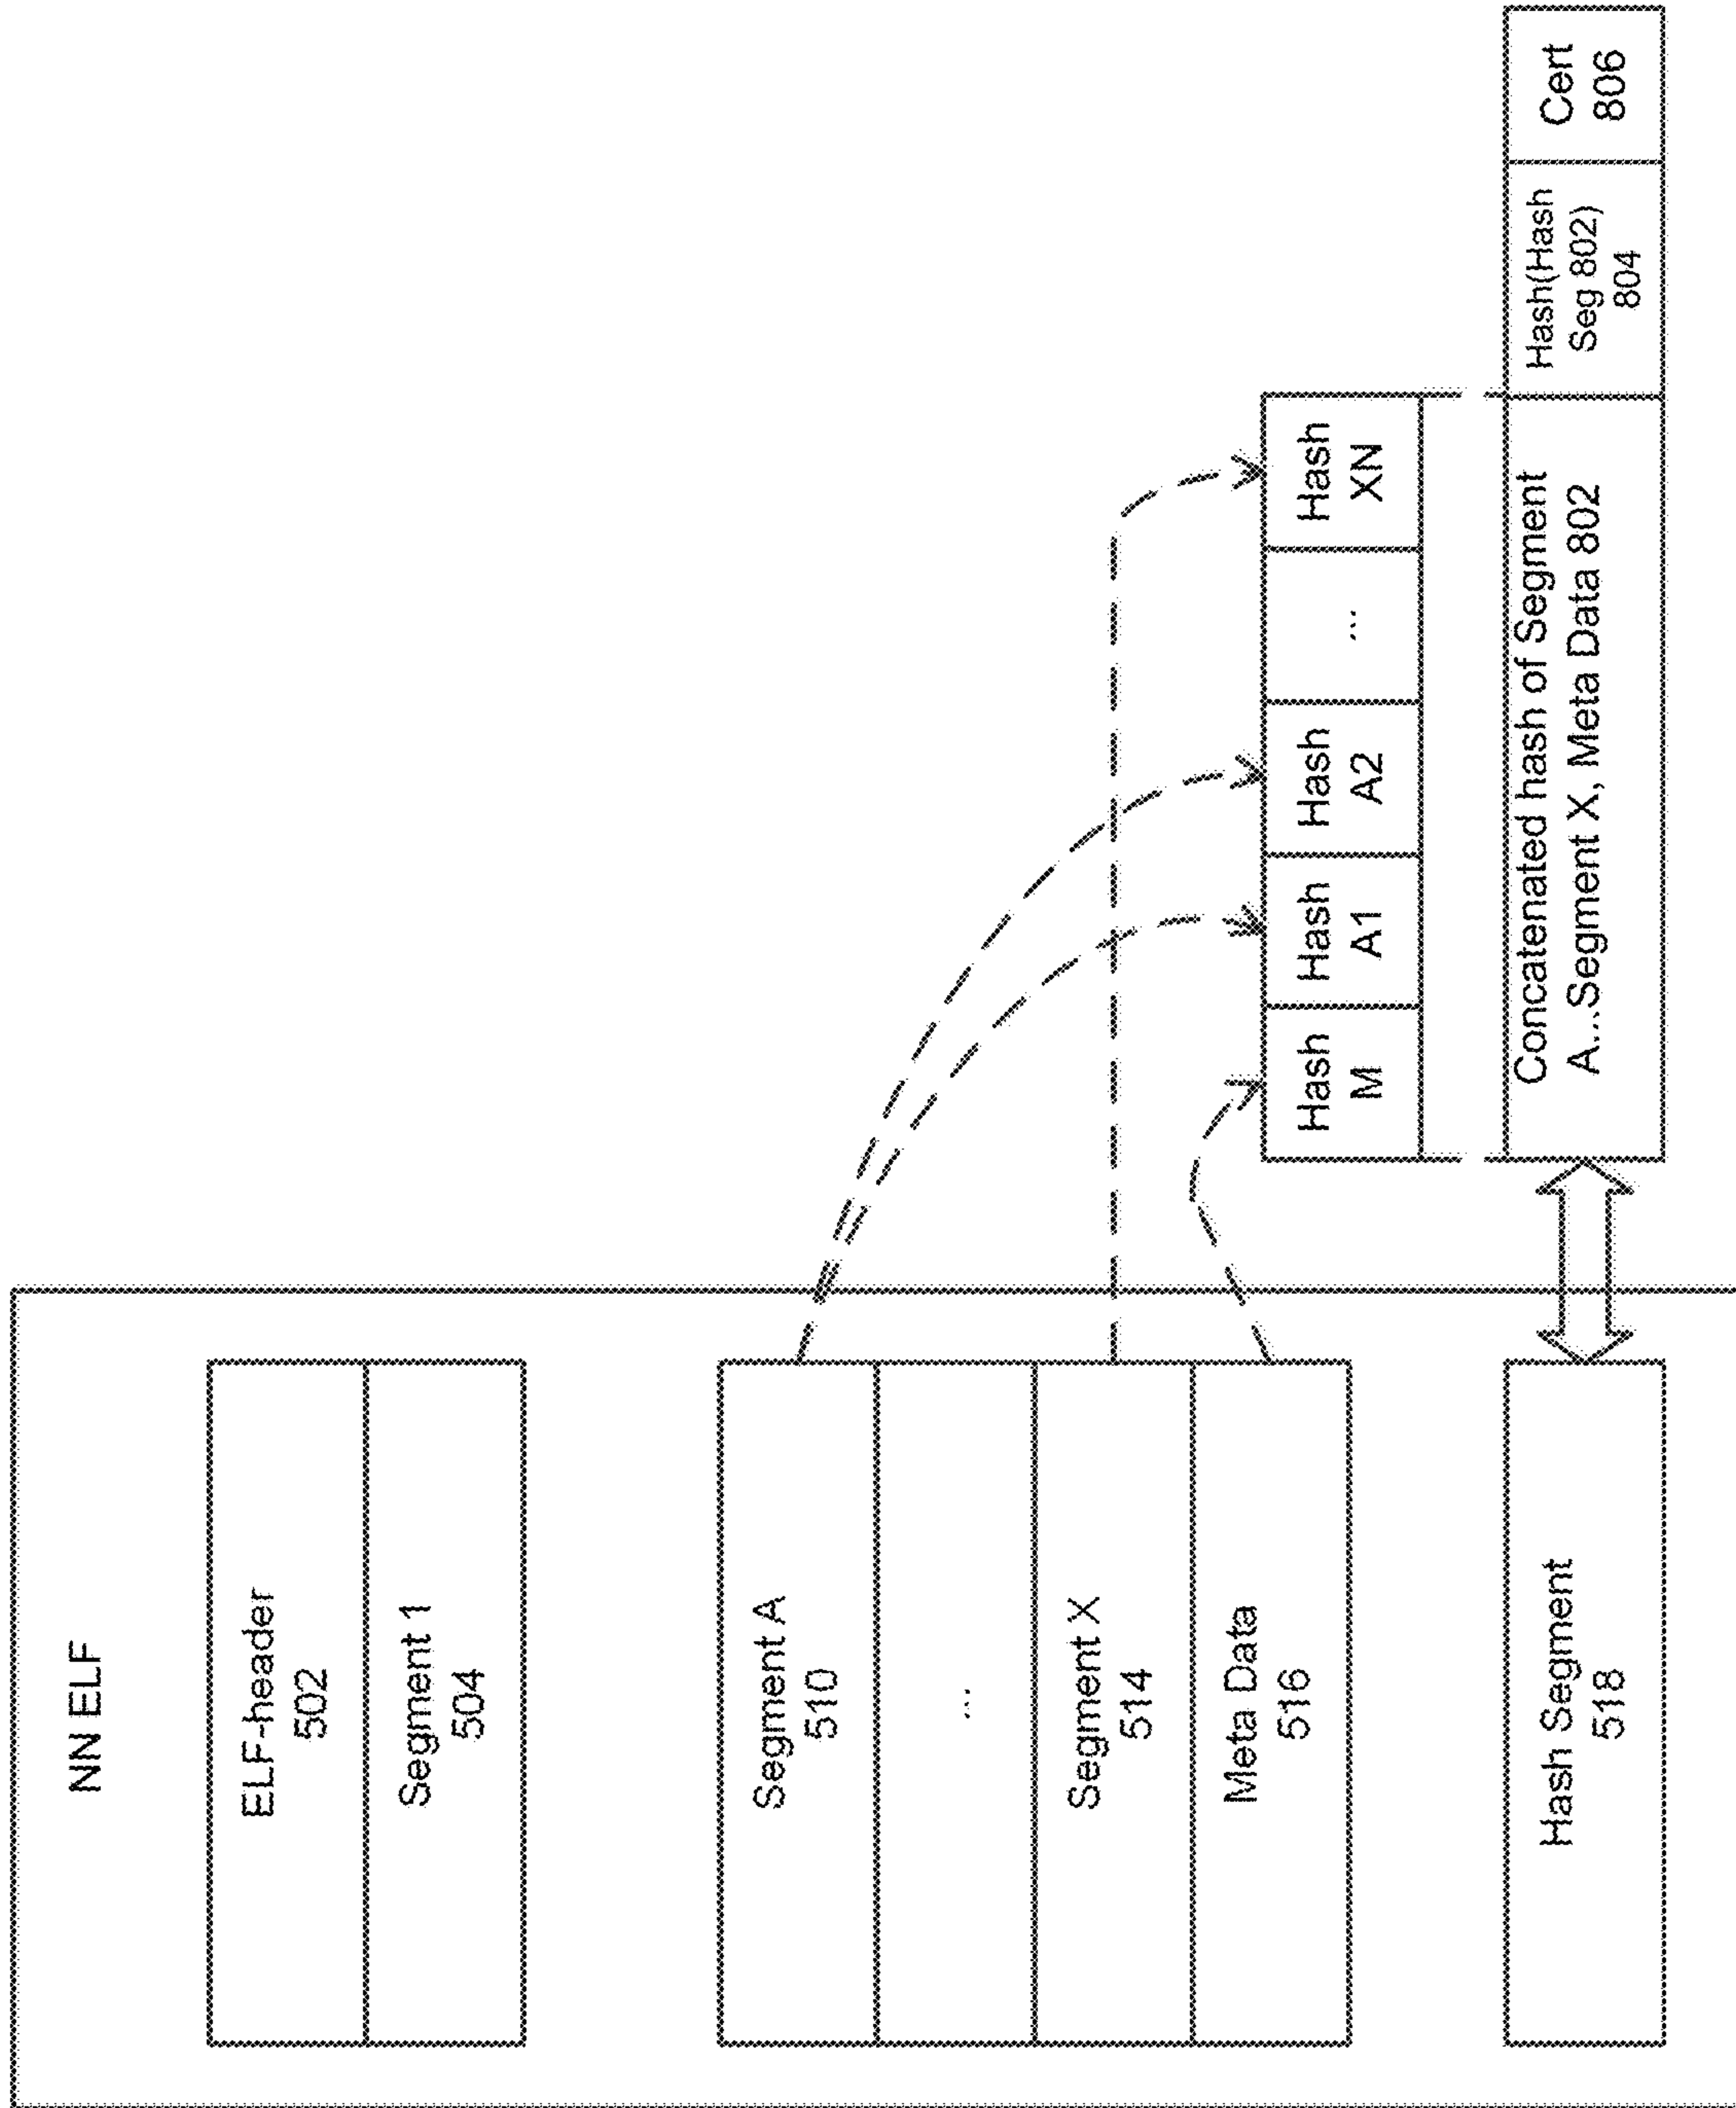 NN ELF
ELF-header
502
Segment 1
504
Segment A
510
...
Segment X
514
Meta Data
516
Hash Segment
518
Hash
M
Hash
A1
Hash
A2
...
Hash
XN
Concatenated hash of Segment
A...Segment X, Meta Data 802
Hash(Hash
Seg 802)
804
Cert
806